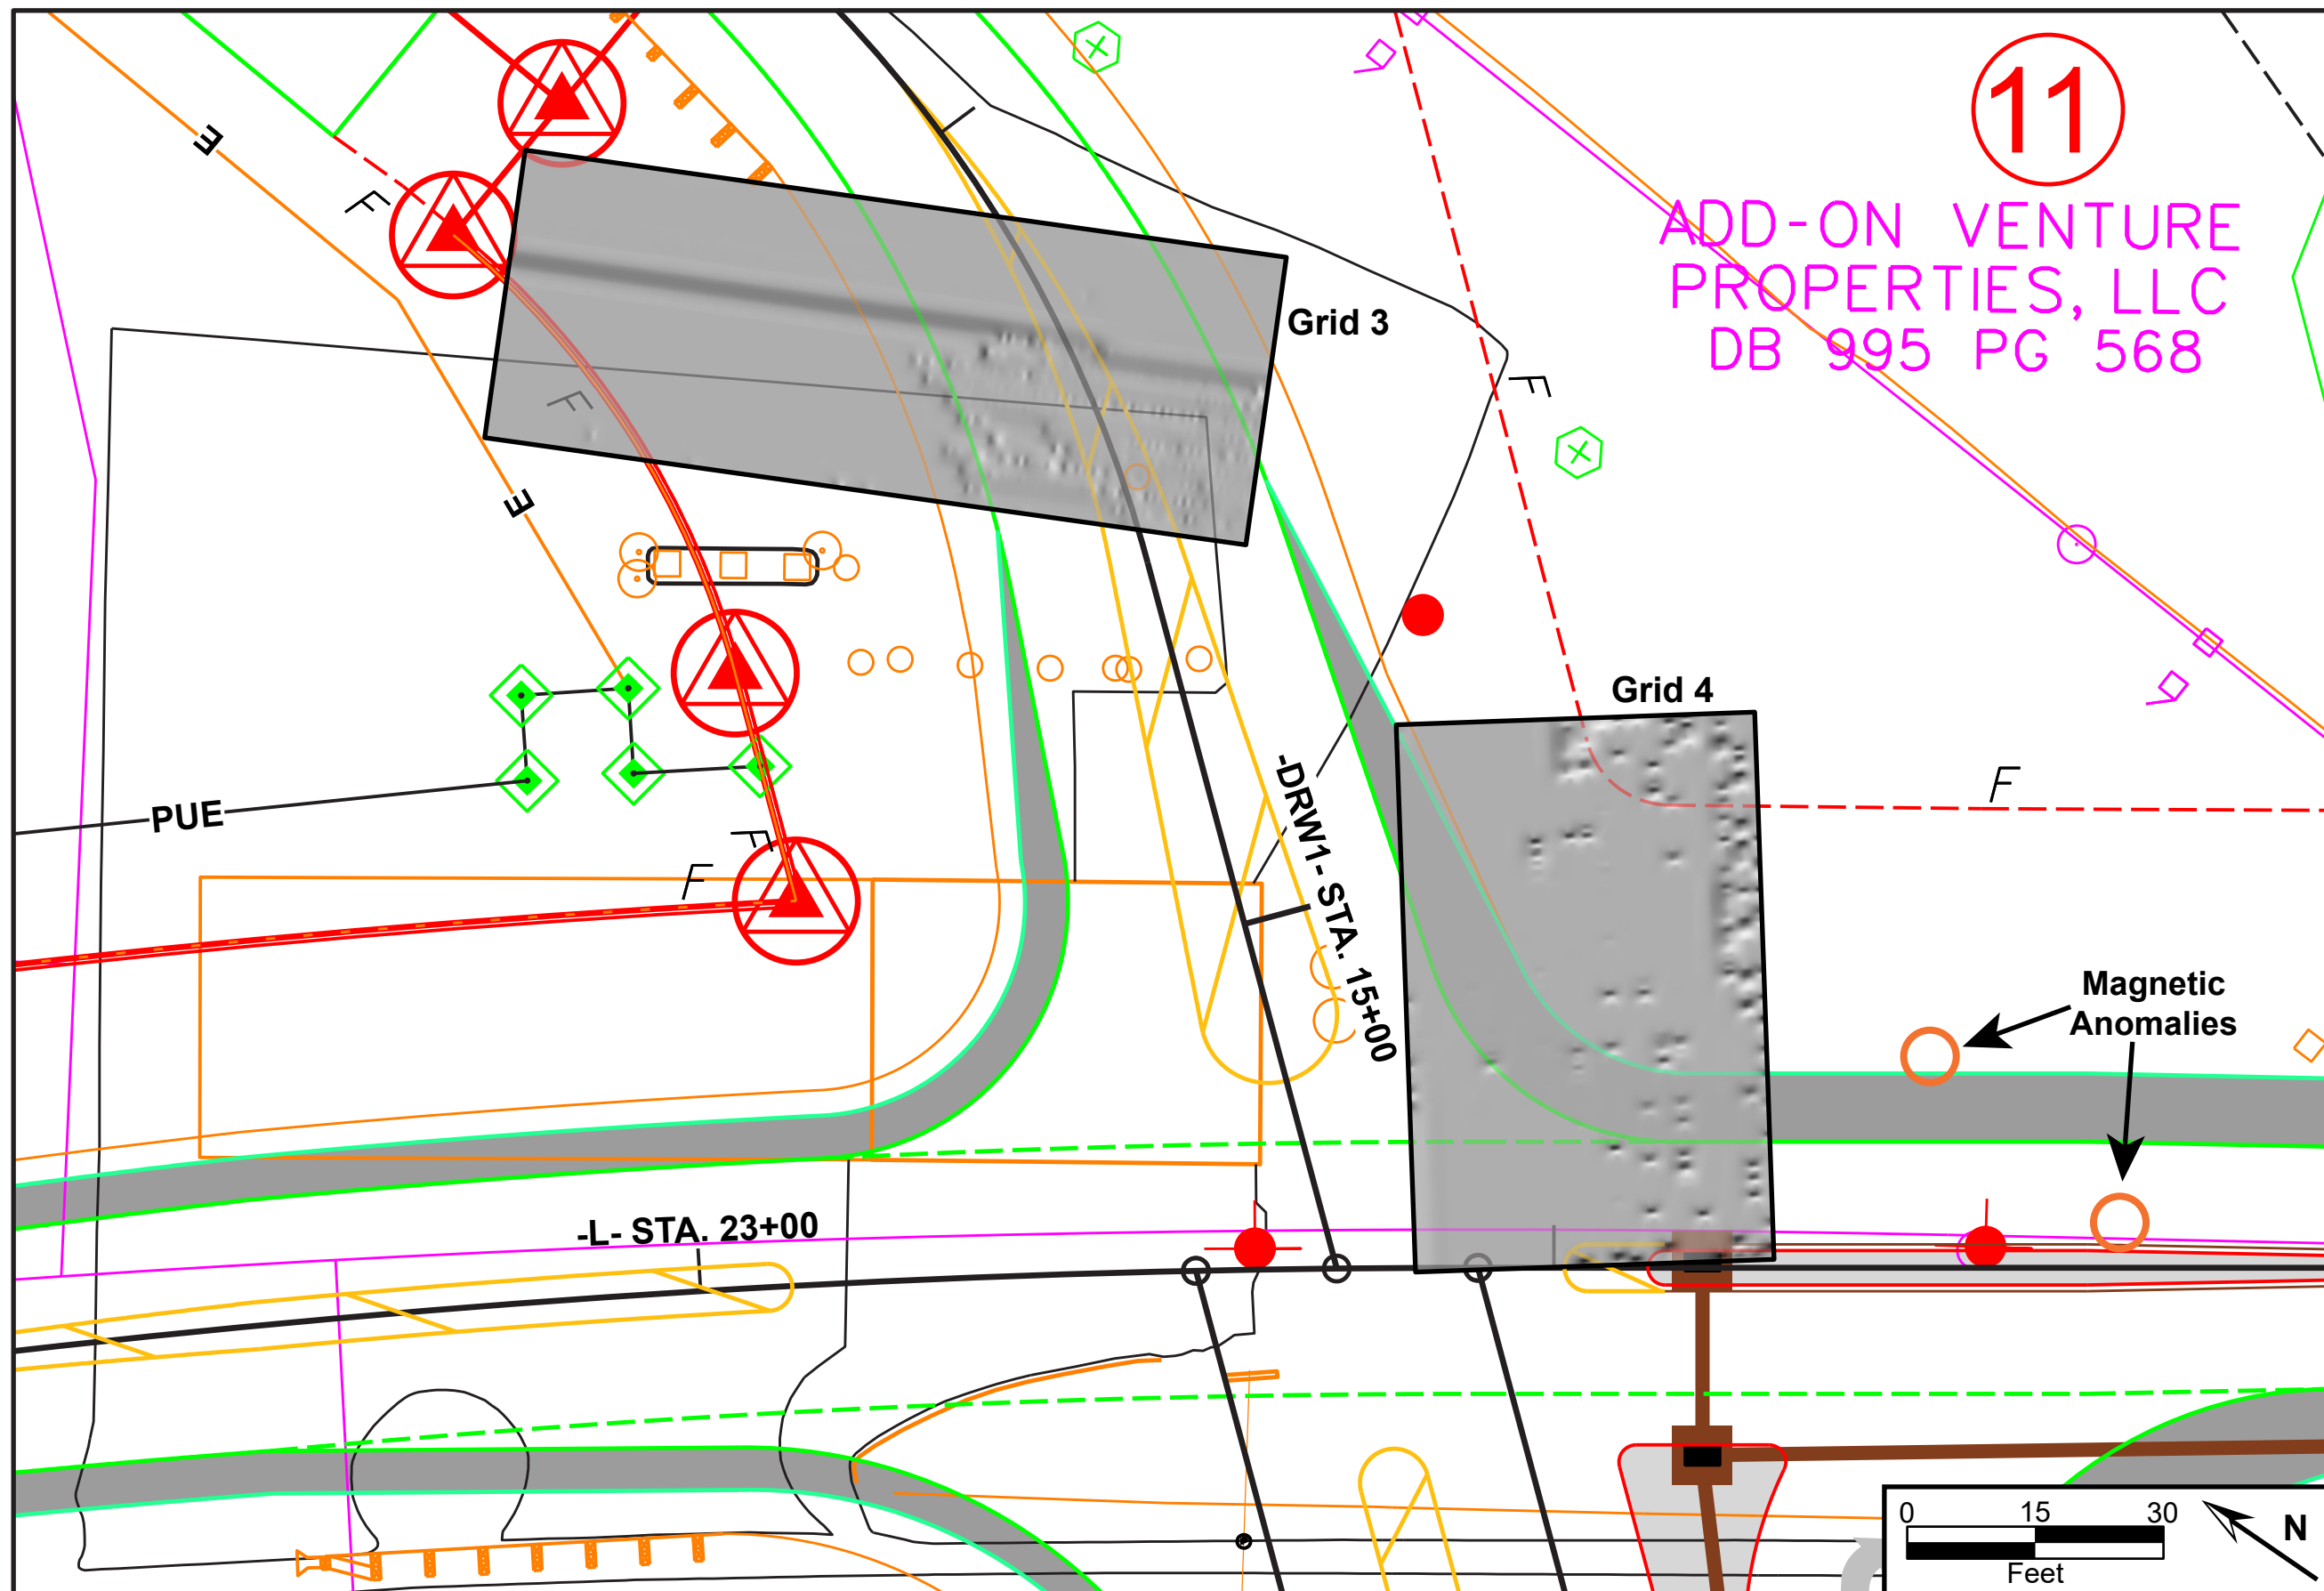 11
ADD-ON VENTURE
PROPERTIES, LLC
DB 995 PG 568
E
F
Grid 3
F
F
E
Grid 4
F
PUE
F
F
-DRW1- STA. 15+00
Magnetic
Anomalies
-L- STA. 23+00
0 15 30
Feet
N